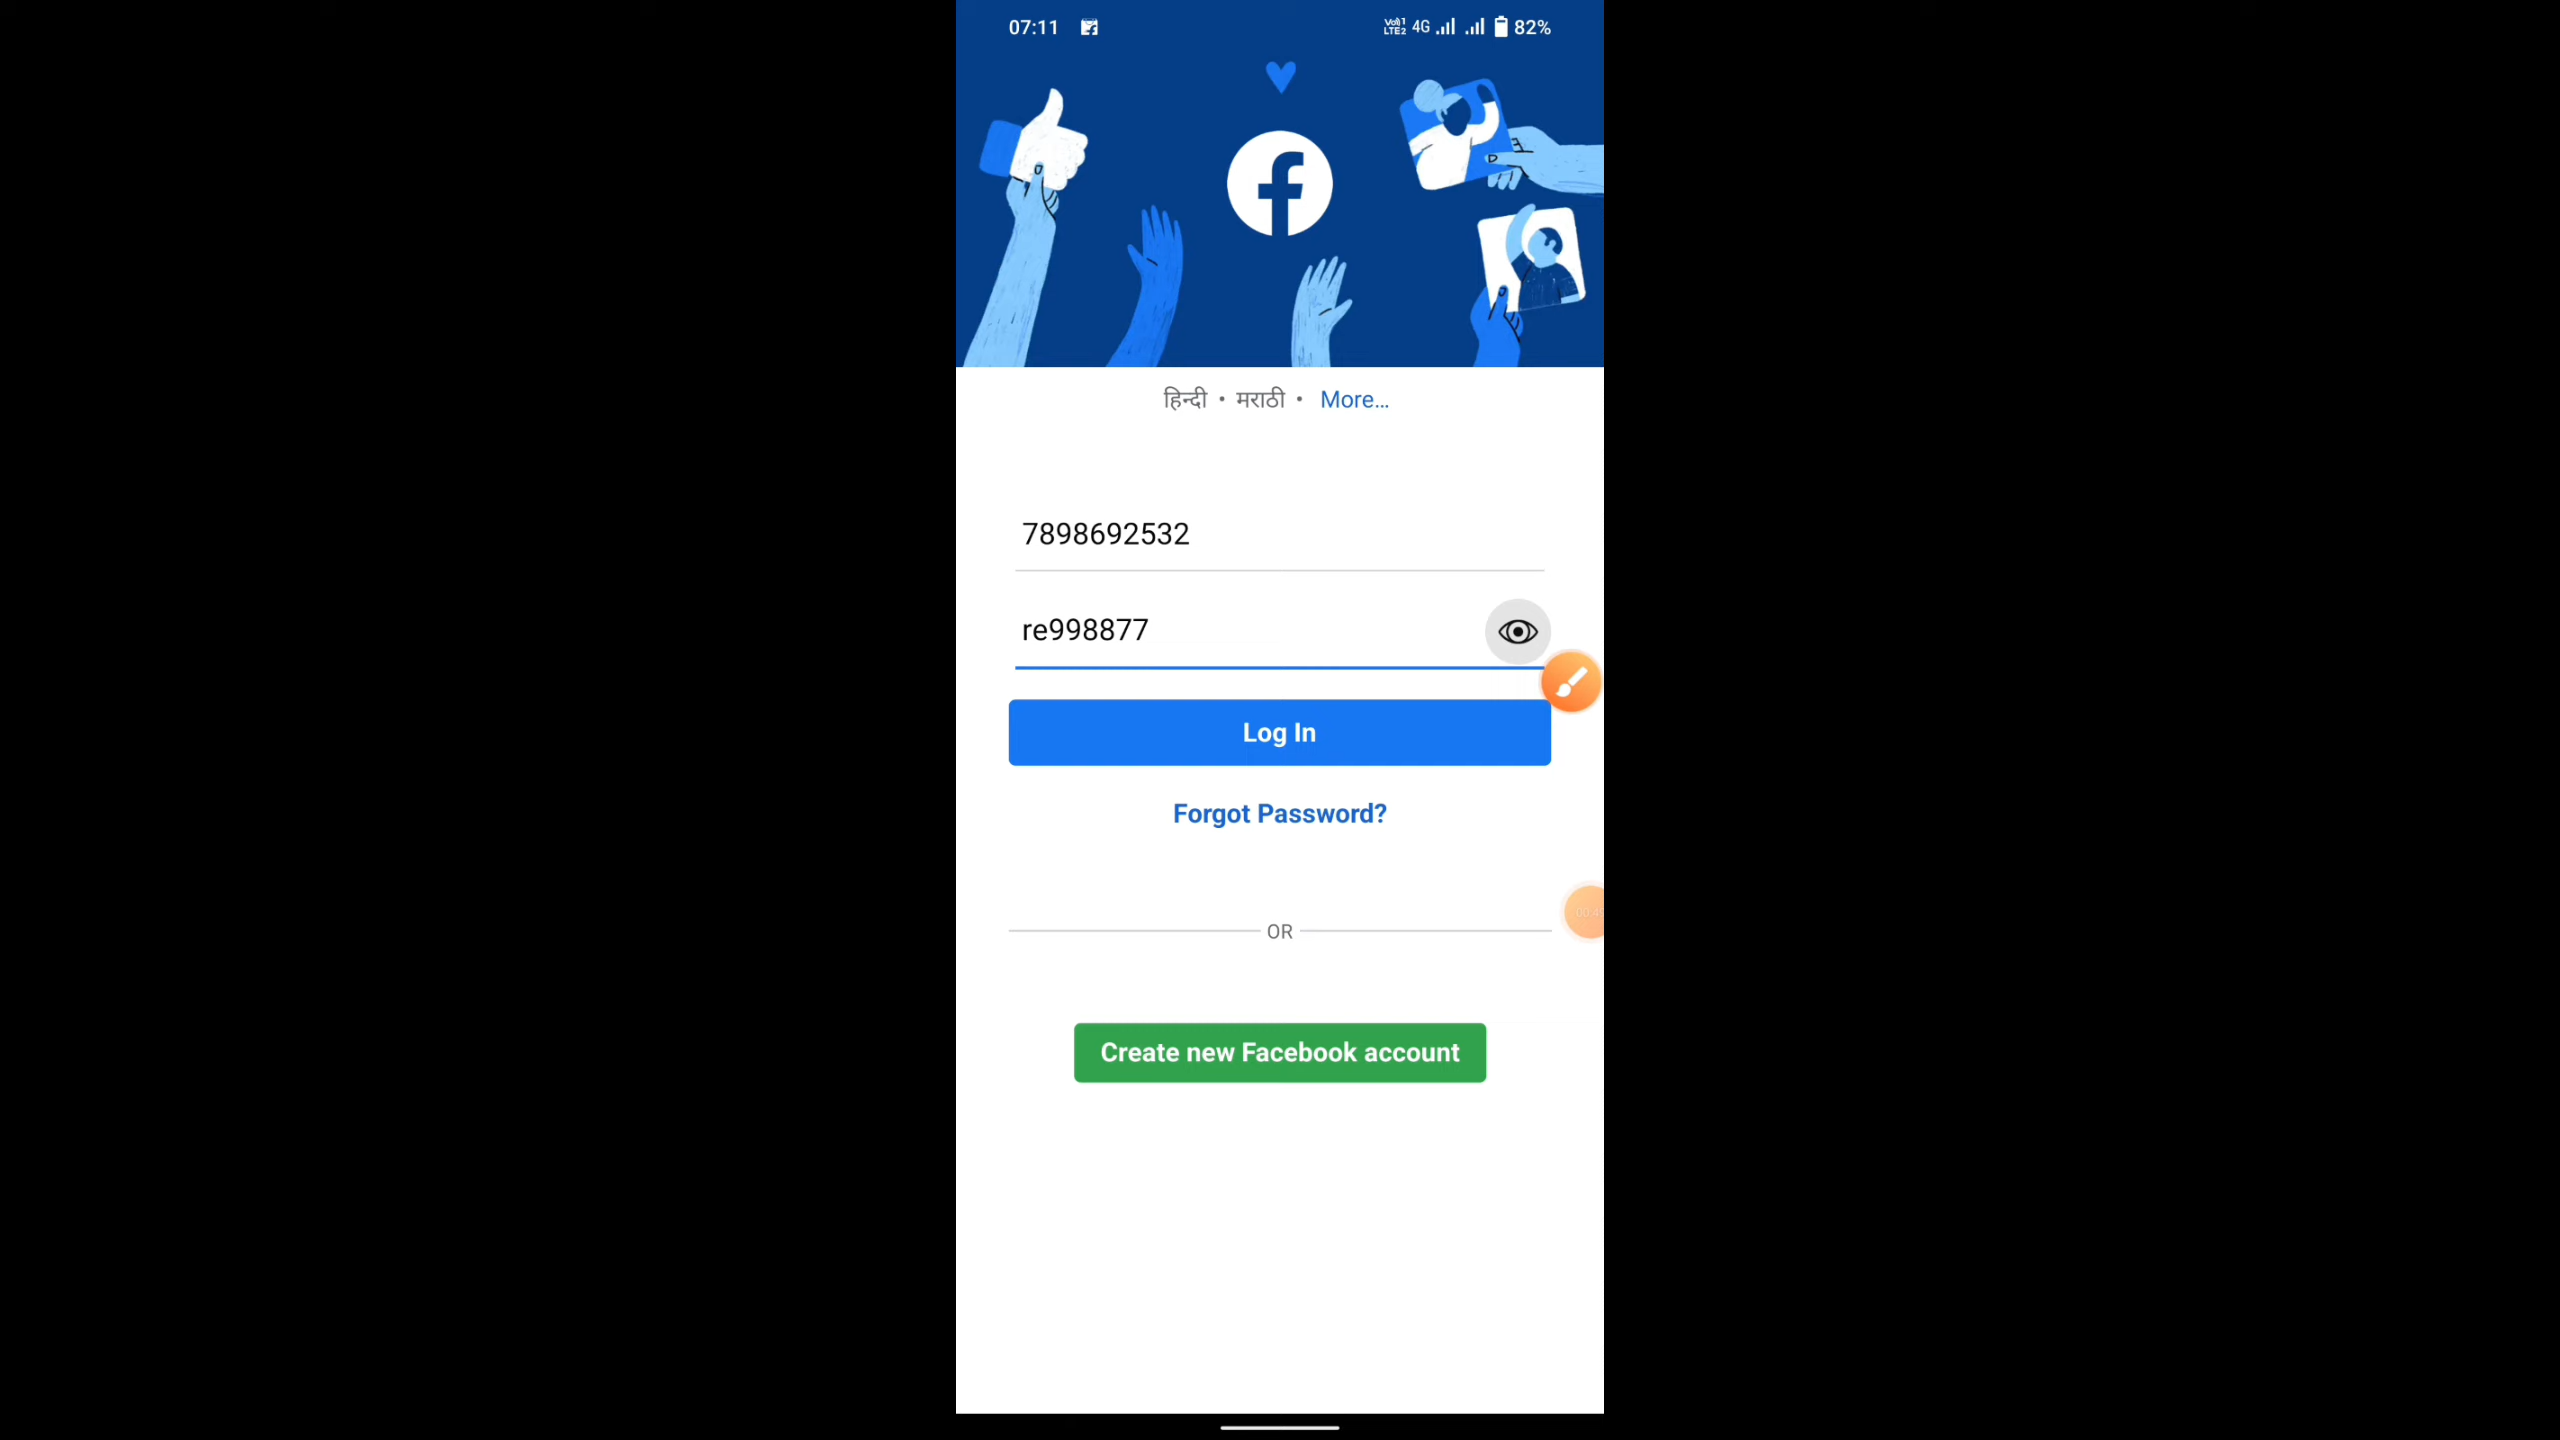 07:11 4G 82%
हिन्दी • मराठी • More...
7898692532
re998877
Log In
Forgot Password?
OR
Create new Facebook account